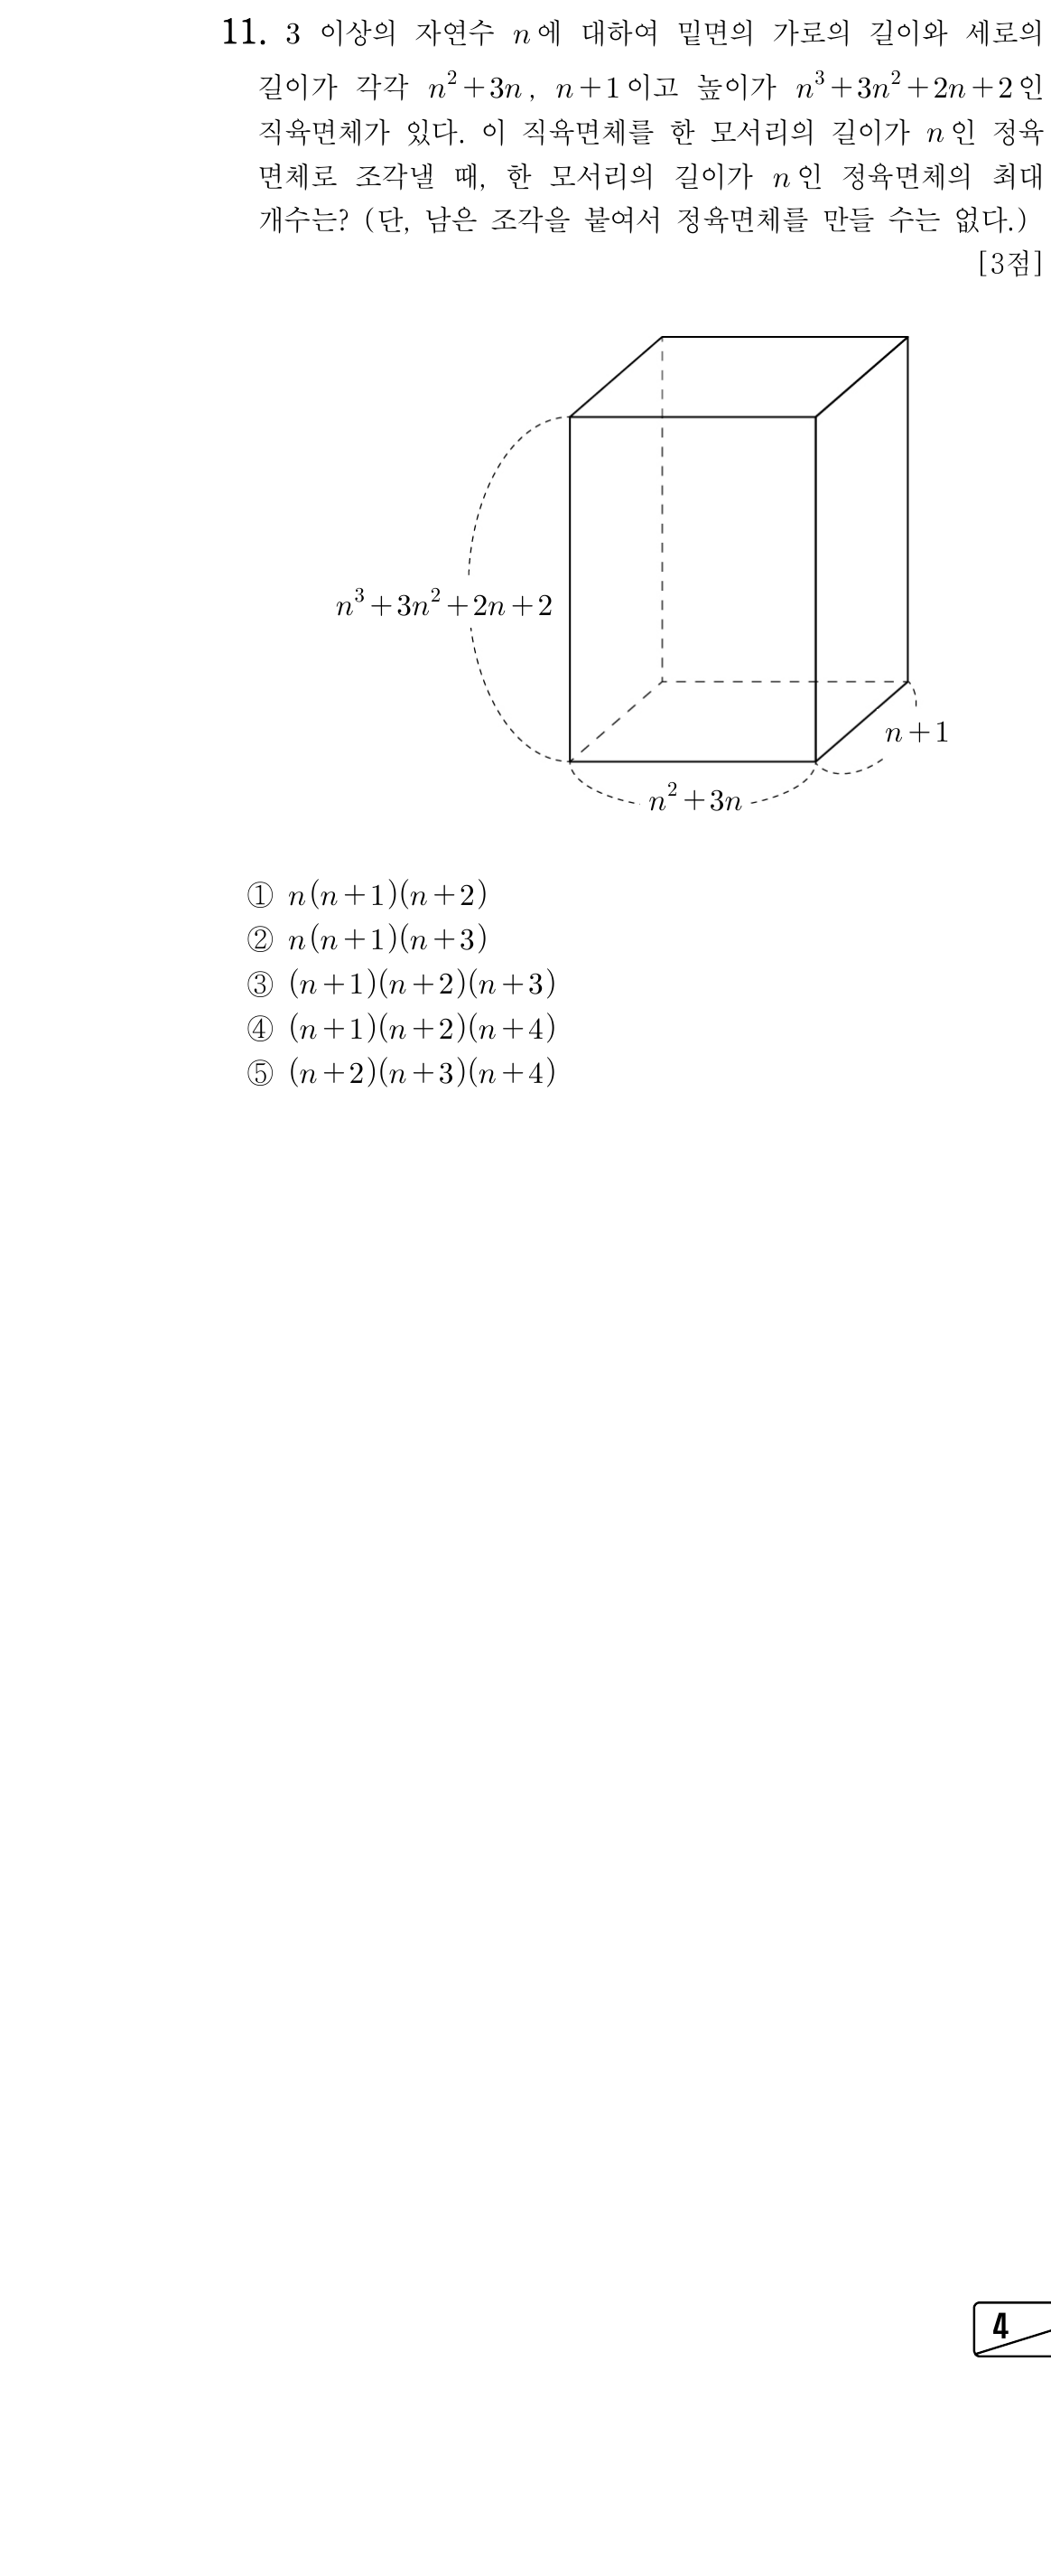 11. 3 이상의 자연수 n에 대하여 밑면의 가로의 길이와 세로의
길이가 각각 n²+3n, n+1이고 높이가 n³+3n²+2n+2인
직육면체가 있다. 이 직육면체를 한 모서리의 길이가 n인 정육
면체로 조각낼 때, 한 모서리의 길이가 n인 정육면체의 최대
개수는? (단, 남은 조각을 붙여서 정육면체를 만들 수는 없다.)
[3점]
n³+3n²+2n+2
n+1
n²+3n
① n(n+1)(n+2)
② n(n+1)(n+3)
③ (n+1)(n+2)(n+3)
④ (n+1)(n+2)(n+4)
⑤ (n+2)(n+3)(n+4)
4